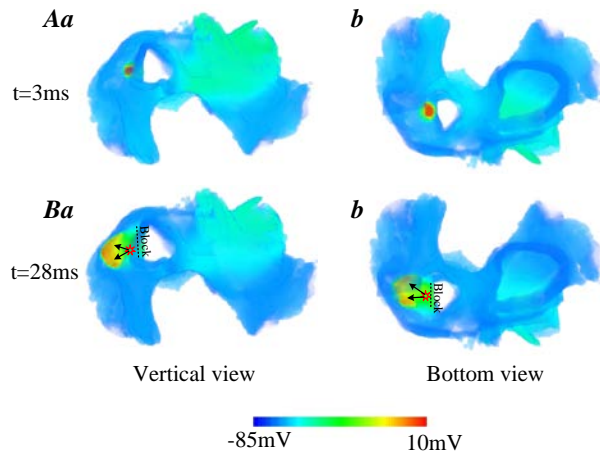 Aa
b
t=3ms
Ba
b
Block
Block
t=28ms
Vertical view
Bottom view
-85mV
10mV